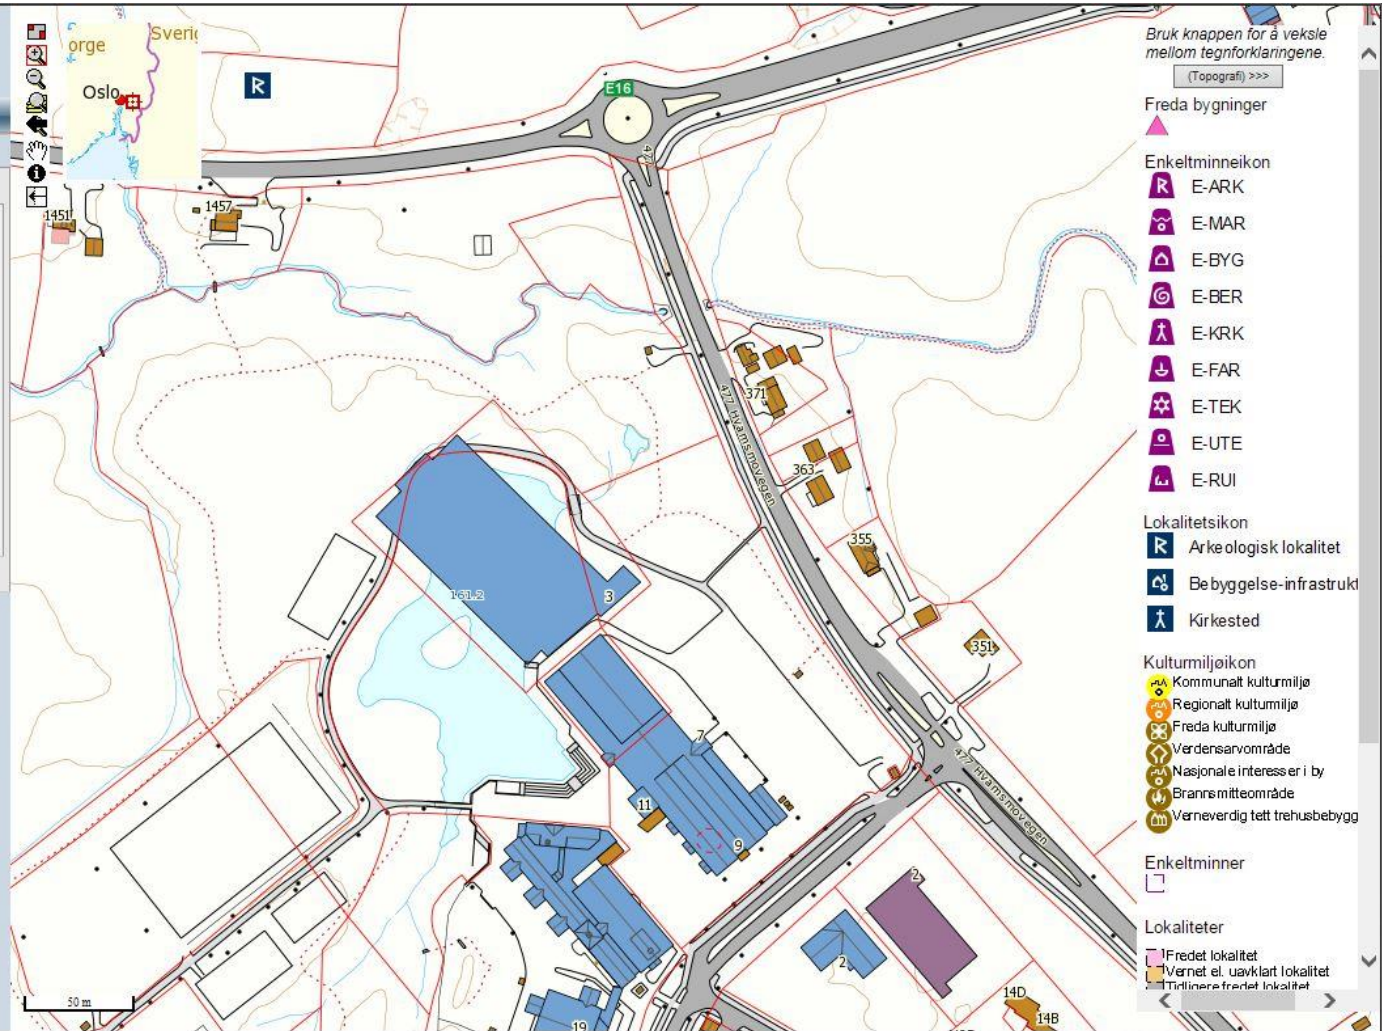 orge
Sverig
Oslo
E16
477
1451
1457
371
477 Hvamsmovegen
363
355
351
3
161.2
7
11
9
477 Hvamsmovegen
2
2
14D
14B
19
50 m
Bruk knappen for å veksle
mellom tegnforklaringene.
(Topografi) >>>
Freda bygninger
Enkeltminneikon
E-ARK
E-MAR
E-BYG
E-BER
E-KRK
E-FAR
E-TEK
E-UTE
E-RUI
Lokalitetsikon
Arkeologisk lokalitet
Bebyggelse-infrastrukt
Kirkested
Kulturmiljøikon
Kommunalt kulturmiljø
Regionalt kulturmiljø
Freda kulturmiljø
Verdensarvområde
Nasjonale interesser i by
Brannsmitteområde
Verneverdig tett trehusbebygg
Enkeltminner
Lokaliteter
Fredet lokalitet
Vernet el. uavklart lokalitet
Tidligere fredet lokalitet